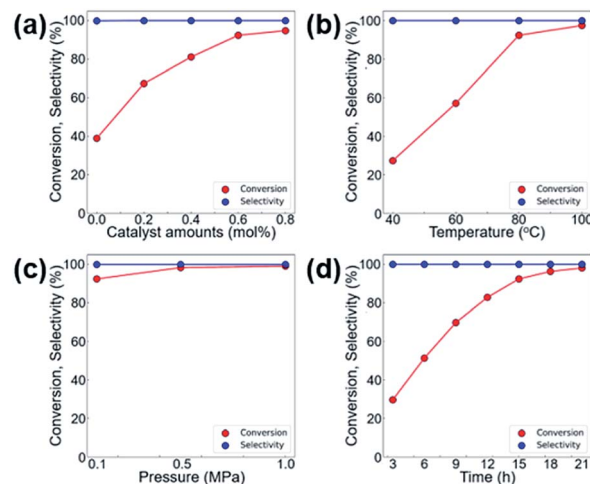 (a)
Conversion, Selectivity (%)
100
80
60
40
20
0
0.0 0.2 0.4 0.6 0.8
Catalyst amounts (mol%)
Conversion
Selectivity
(b)
Conversion, Selectivity (%)
100
80
60
40
20
0
40 60 80 100
Temperature (°C)
Conversion
Selectivity
(c)
Conversion, Selectivity (%)
100
80
60
40
20
0
0.1 0.5 1.0
Pressure (MPa)
Conversion
Selectivity
(d)
Conversion, Selectivity (%)
100
80
60
40
20
0
3 6 9 12 15 18 21
Time (h)
Conversion
Selectivity